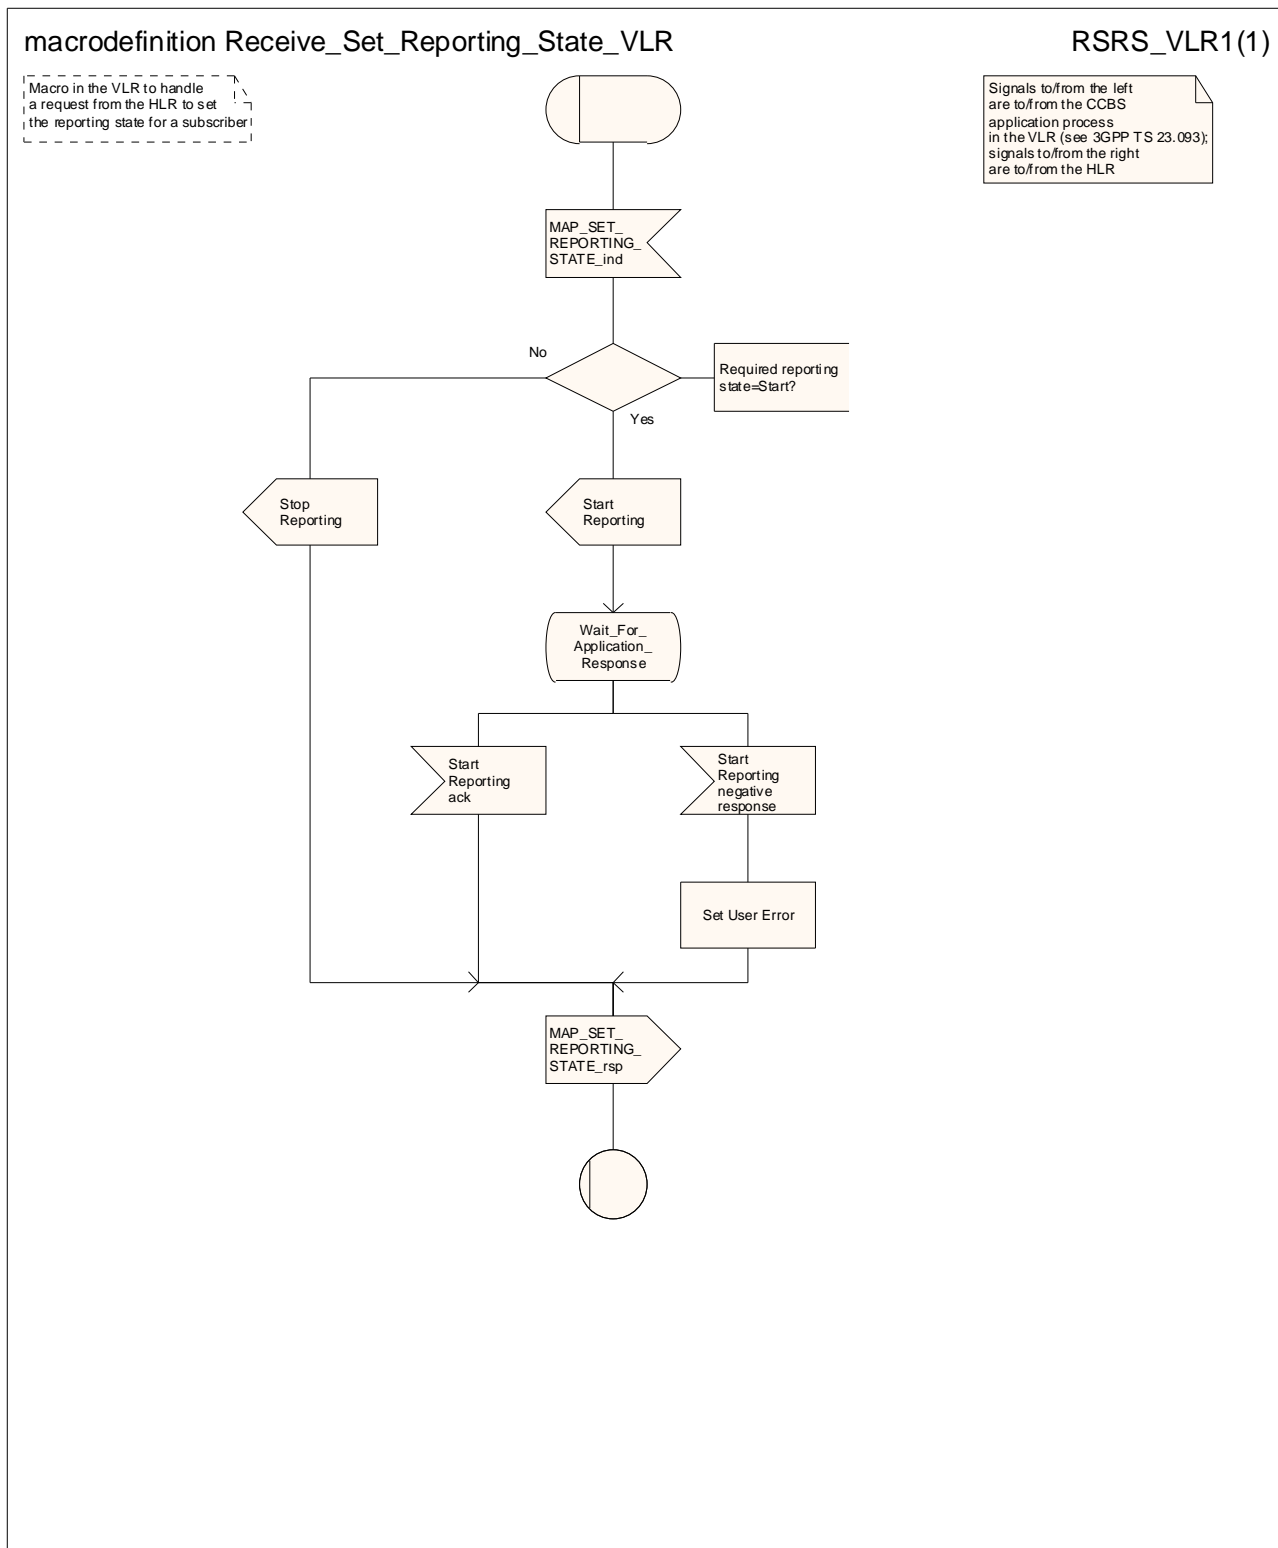 macrodefinition Receive_Set_Reporting_State_VLR
RSRS_VLR1(1)
Macro in the VLR to handle
a request from the HLR to set
the reporting state for a subscriber
Signals to/from the left
are to/from the CCBS
application process
in the VLR (see 3GPP TS 23.093);
signals to/from the right
are to/from the HLR
MAP_SET_
REPORTING_
STATE_ind
No
Required reporting
state=Start?
Yes
Stop
Reporting
Start
Reporting
Wait_For_
Application_
Response
Start
Reporting
ack
Start
Reporting
negative
response
Set User Error
MAP_SET_
REPORTING_
STATE_rsp